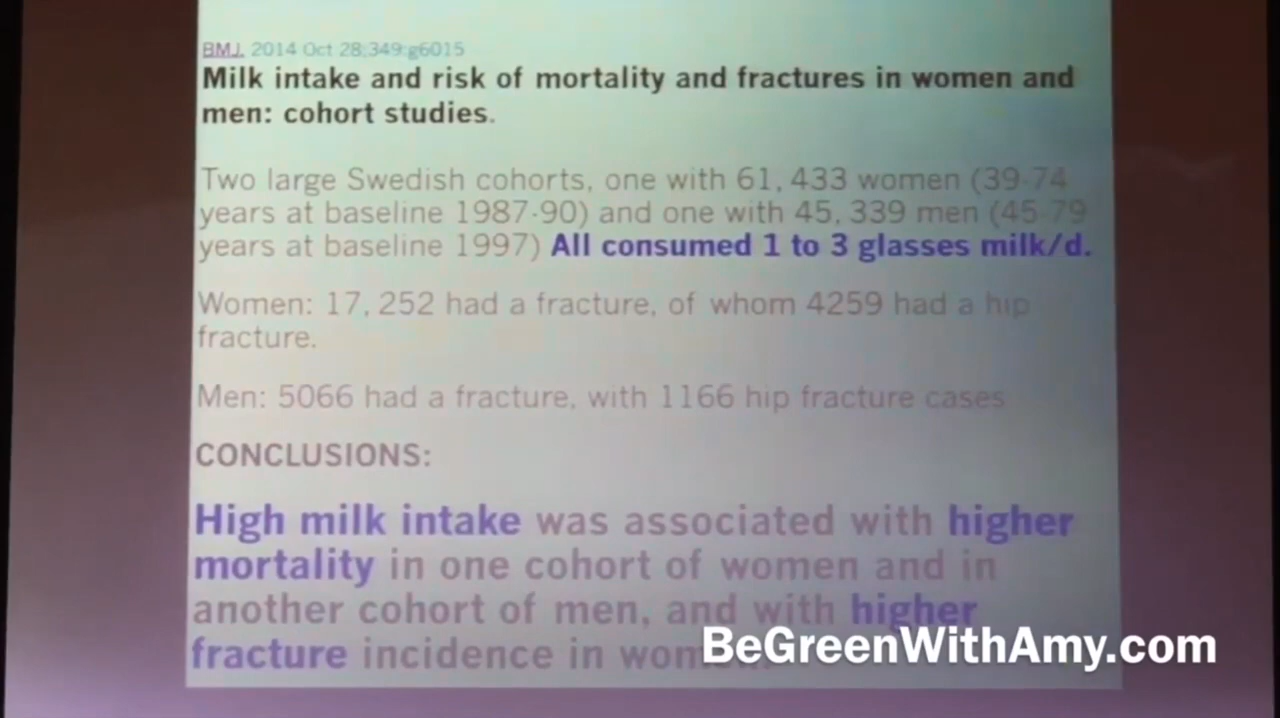 BMJ. 2014 Oct 28;349:g6015
Milk intake and risk of mortality and fractures in women and
men: cohort studies.
Two large Swedish cohorts, one with 61, 433 women (39-74
years at baseline 1987-90) and one with 45, 339 men (45-79
years at baseline 1997) All consumed 1 to 3 glasses milk/d.
Women: 17, 252 had a fracture, of whom 4259 had a hip
fracture.
Men: 5066 had a fracture, with 1166 hip fracture cases
CONCLUSIONS:
High milk intake was associated with higher
mortality in one cohort of women and in
another cohort of men, and with higher
fracture incidence in
BeGreenWithAmy.com